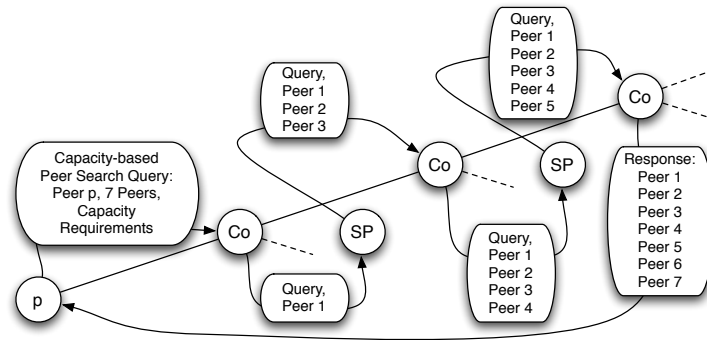 Capacity-based
Peer Search Query:
Peer p, 7 Peers,
Capacity
Requirements
p
Co
Query,
Peer 1
SP
Query,
Peer 1
Peer 2
Peer 3
Co
Query,
Peer 1
Peer 2
Peer 3
Peer 4
SP
Query,
Peer 1
Peer 2
Peer 3
Peer 4
Peer 5
Co
Response:
Peer 1
Peer 2
Peer 3
Peer 4
Peer 5
Peer 6
Peer 7